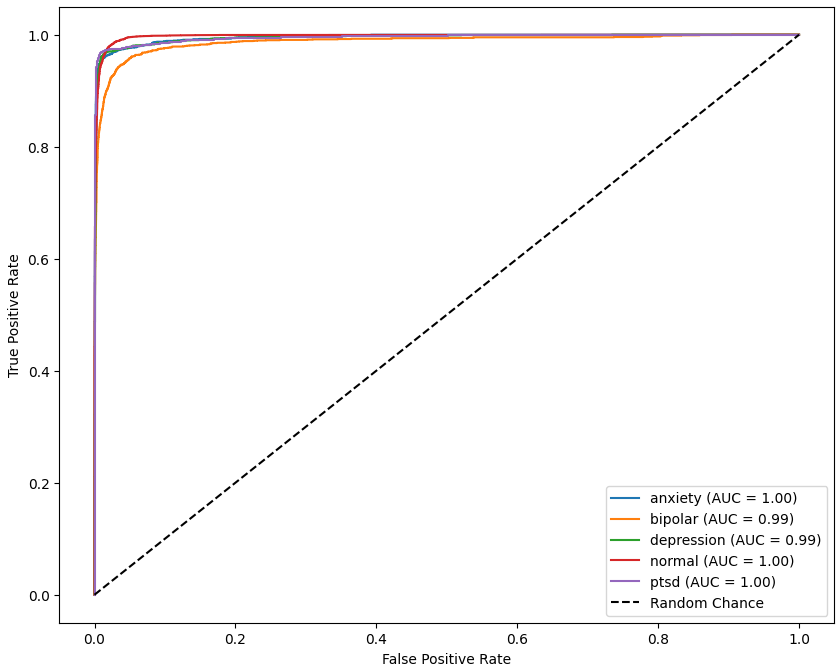 1.0
0.8
0.6
0.4
0.2
0.0
True Positive Rate
0.0 0.2 0.4 0.6 0.8 1.0
False Positive Rate
anxiety (AUC = 1.00)
bipolar (AUC = 0.99)
depression (AUC = 0.99)
normal (AUC = 1.00)
ptsd (AUC = 1.00)
Random Chance